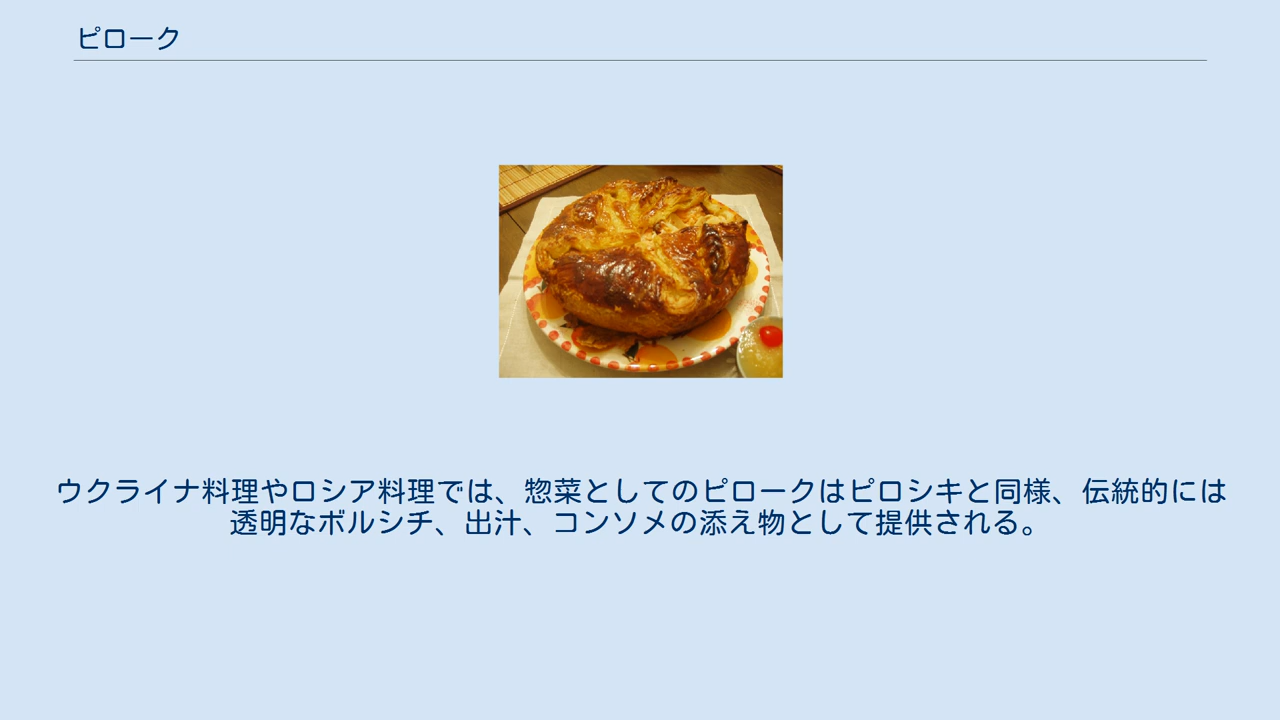 ピローク
ウクライナ料理やロシア料理では、惣菜としてのピロークはピロシキと同様、伝統的には
透明なボルシチ、出汁、コンソメの添え物として提供される。